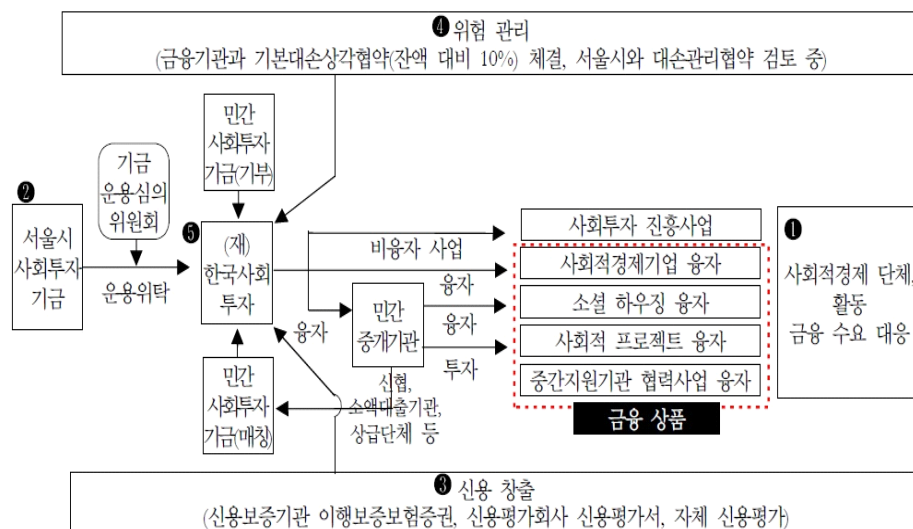 ❹위험 관리
(금융기관과 기본대손상각협약(잔액 대비 10%) 체결, 서울시와 대손관리협약 검토 중)
민간
사회투자
기금(기부)
기금
운용심의
위원회
❷
서울시
사회투자
기금
운용위탁
❺
(재)
한국사회
투자
비융자 사업
융자
융자
투자
융자
민간
중개기관
신협,
소액대출기관,
상급단체 등
민간
사회투자
기금(매칭)
사회투자 진흥사업
사회적경제기업 융자
소셜 하우징 융자
사회적 프로젝트 융자
중간지원기관 협력사업 융자
금융 상품
❶
사회적경제 단체,
활동
금융 수요 대응
❸신용 창출
(신용보증기관 이행보증보험증권, 신용평가회사 신용평가서, 자체 신용평가)